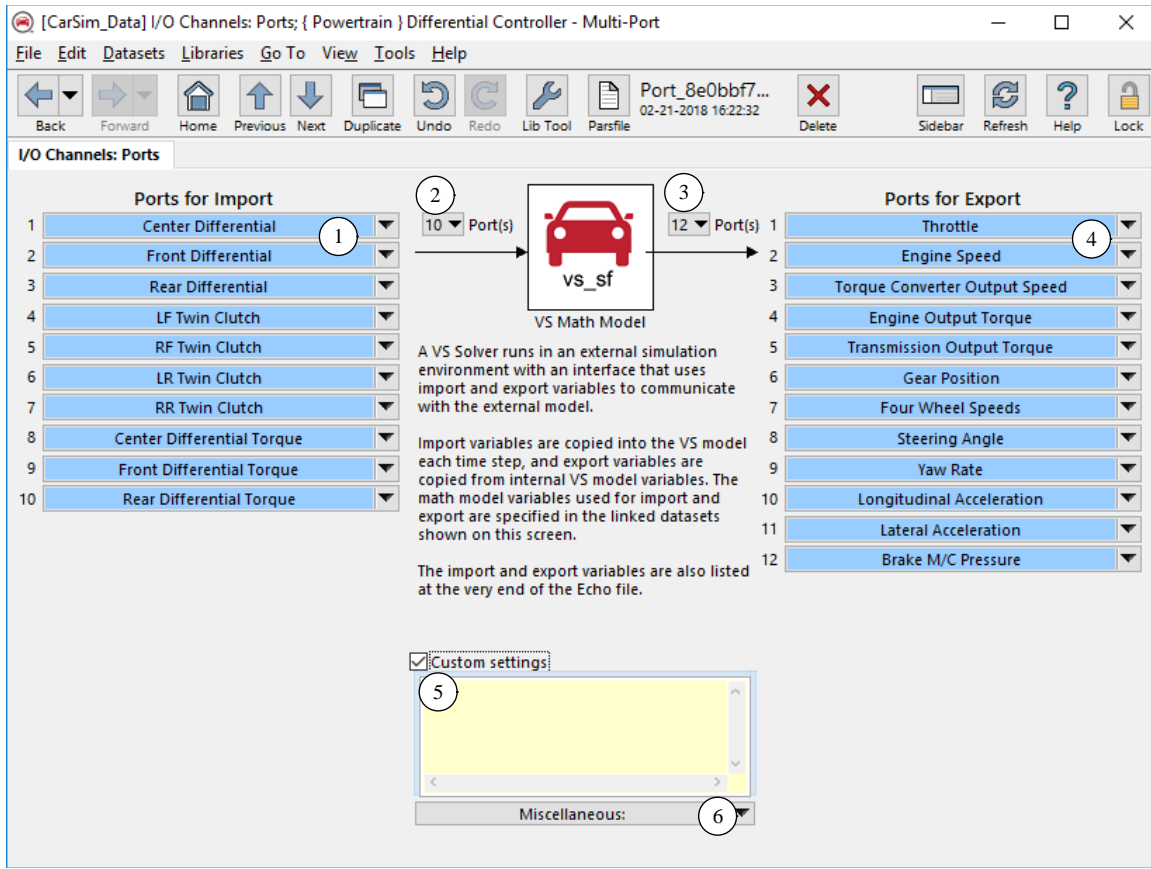 [CarSim_Data] I/O Channels: Ports; { Powertrain } Differential Controller - Multi-Port
File Edit Datasets Libraries Go To View Tools Help
Back Forward Home Previous Next Duplicate Undo Redo Lib Tool Parsfile Port_8e0bbf7... 02-21-2018 16:22:32 Delete Sidebar Refresh Help Lock
I/O Channels: Ports
Ports for Import
1 Center Differential 1
2 Front Differential
3 Rear Differential
4 LF Twin Clutch
5 RF Twin Clutch
6 LR Twin Clutch
7 RR Twin Clutch
8 Center Differential Torque
9 Front Differential Torque
10 Rear Differential Torque
2
10 Port(s)
vs_sf
VS Math Model
3
12 Port(s)
A VS Solver runs in an external simulation
environment with an interface that uses
import and export variables to communicate
with the external model.
Import variables are copied into the VS model
each time step, and export variables are
copied from internal VS model variables. The
math model variables used for import and
export are specified in the linked datasets
shown on this screen.
The import and export variables are also listed
at the very end of the Echo file.
Custom settings
5
Miscellaneous: 6
Ports for Export
1 Throttle
4
2 Engine Speed
3 Torque Converter Output Speed
4 Engine Output Torque
5 Transmission Output Torque
6 Gear Position
7 Four Wheel Speeds
8 Steering Angle
9 Yaw Rate
10 Longitudinal Acceleration
11 Lateral Acceleration
12 Brake M/C Pressure